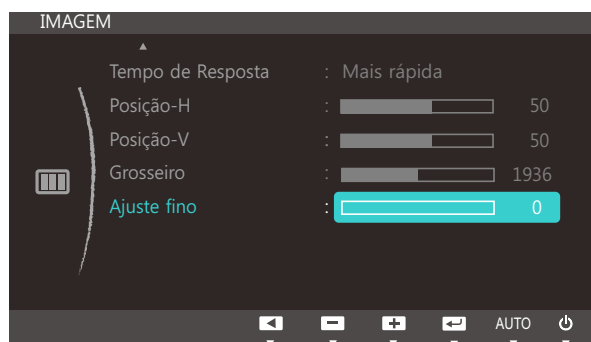 IMAGEM
Tempo de Resposta : Mais rápida
Posição-H : 50
Posição-V : 50
Grosseiro : 1936
Ajuste fino : 0
AUTO